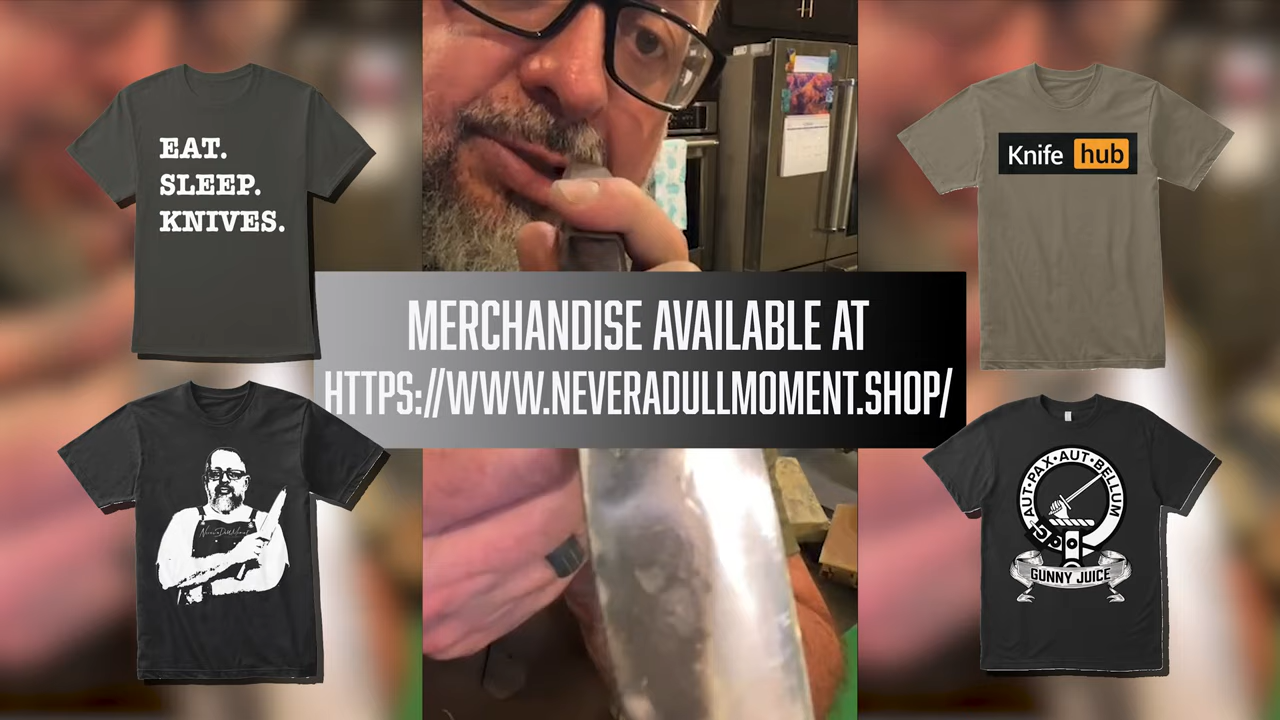 EAT.
SLEEP.
KNIVES.
Knife hub
MERCHANDISE AVAILABLE AT
HTTPS://WWW.NEVERADULLMOMENT.SHOP/
AUT·PAX·AUT·BELLUM
GUNNY JUICE